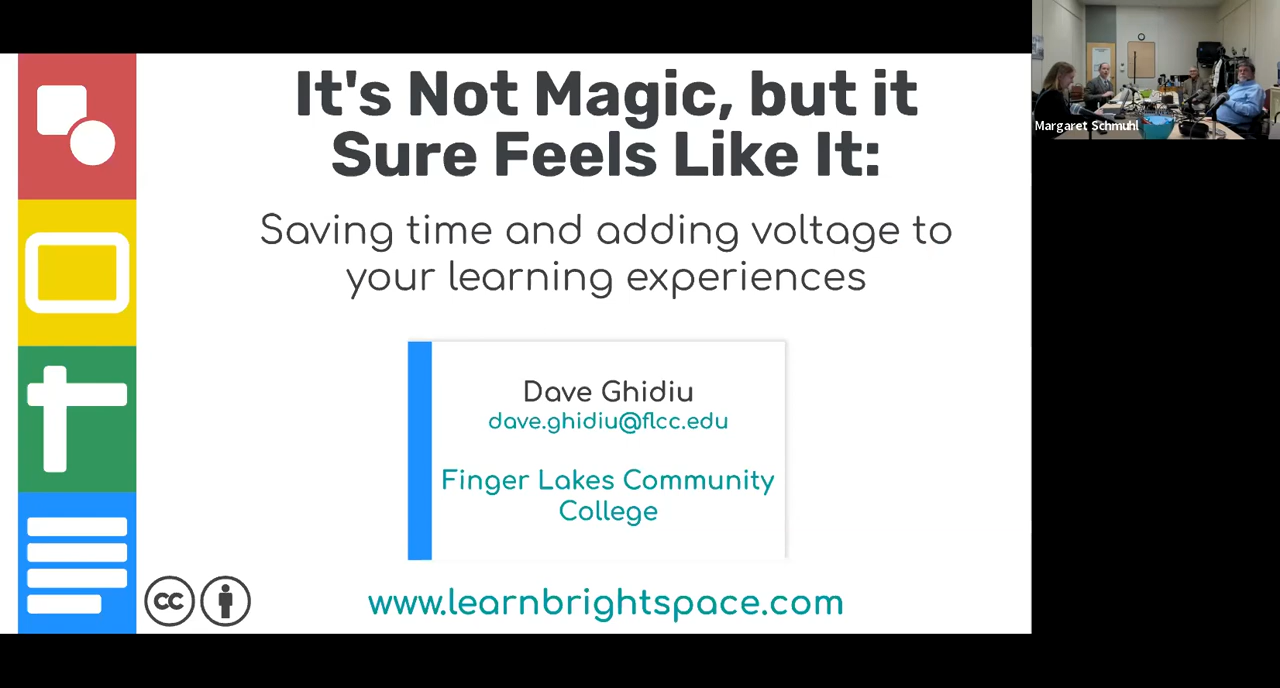 It's Not Magic, but it
Sure Feels Like It:
Saving time and adding voltage to
your learning experiences
Dave Ghidiu
dave.ghidiu@flcc.edu
Finger Lakes Community
College
cc
www.learnbrightspace.com
Margaret Schmuhl